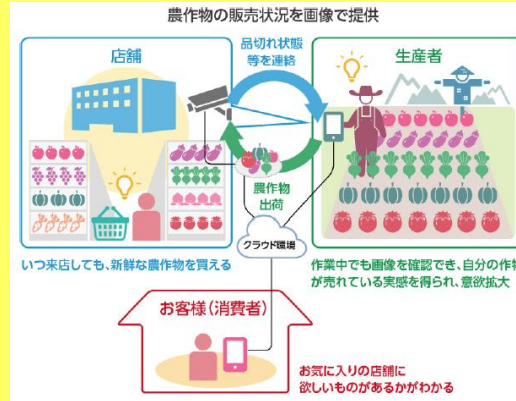 農作物の販売状況を画像で提供
店舗
品切れ状態
等を連絡
生産者
農作物
出荷
クラウド環境
いつ来店しても、新鮮な農作物を買える
作業中でも画像を確認でき、自分の作物
が売れている実感を得られ、意欲拡大
お客様(消費者)
お気に入りの店舗に
欲しいものがあるかがわかる